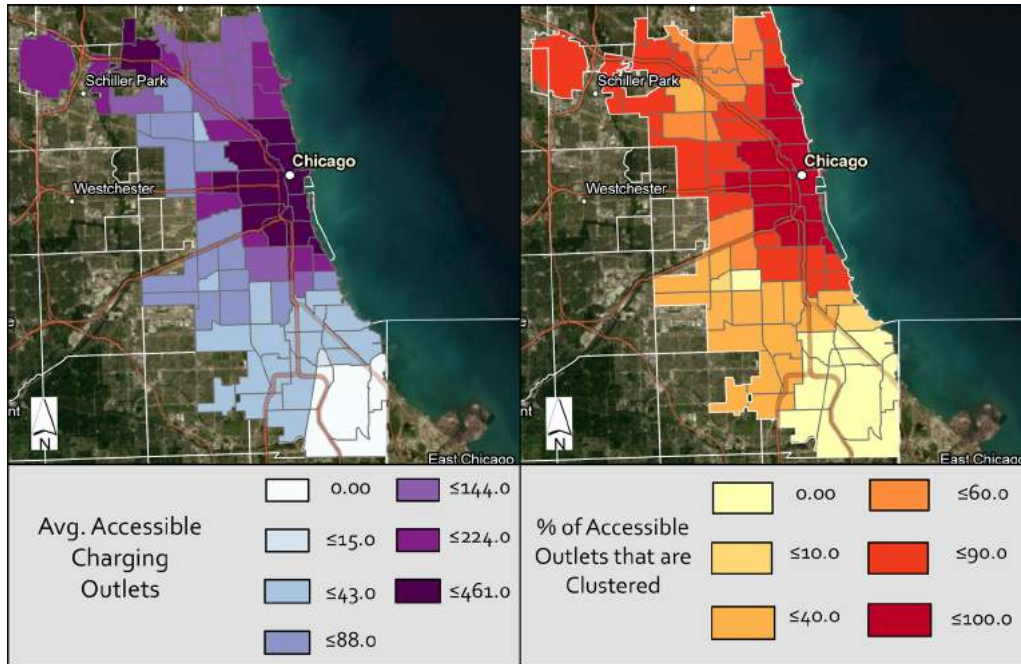 Schiller Park
Chicago
Westchester
N
East Chicago
Schiller Park
Chicago
Westchester
nt
N
East Chicago
Avg. Accessible
Charging
Outlets
0.00
≤15.0
≤43.0
≤88.0
≤144.0
≤224.0
≤461.0
% of Accessible
Outlets that are
Clustered
0.00
≤10.0
≤40.0
≤60.0
≤90.0
≤100.0